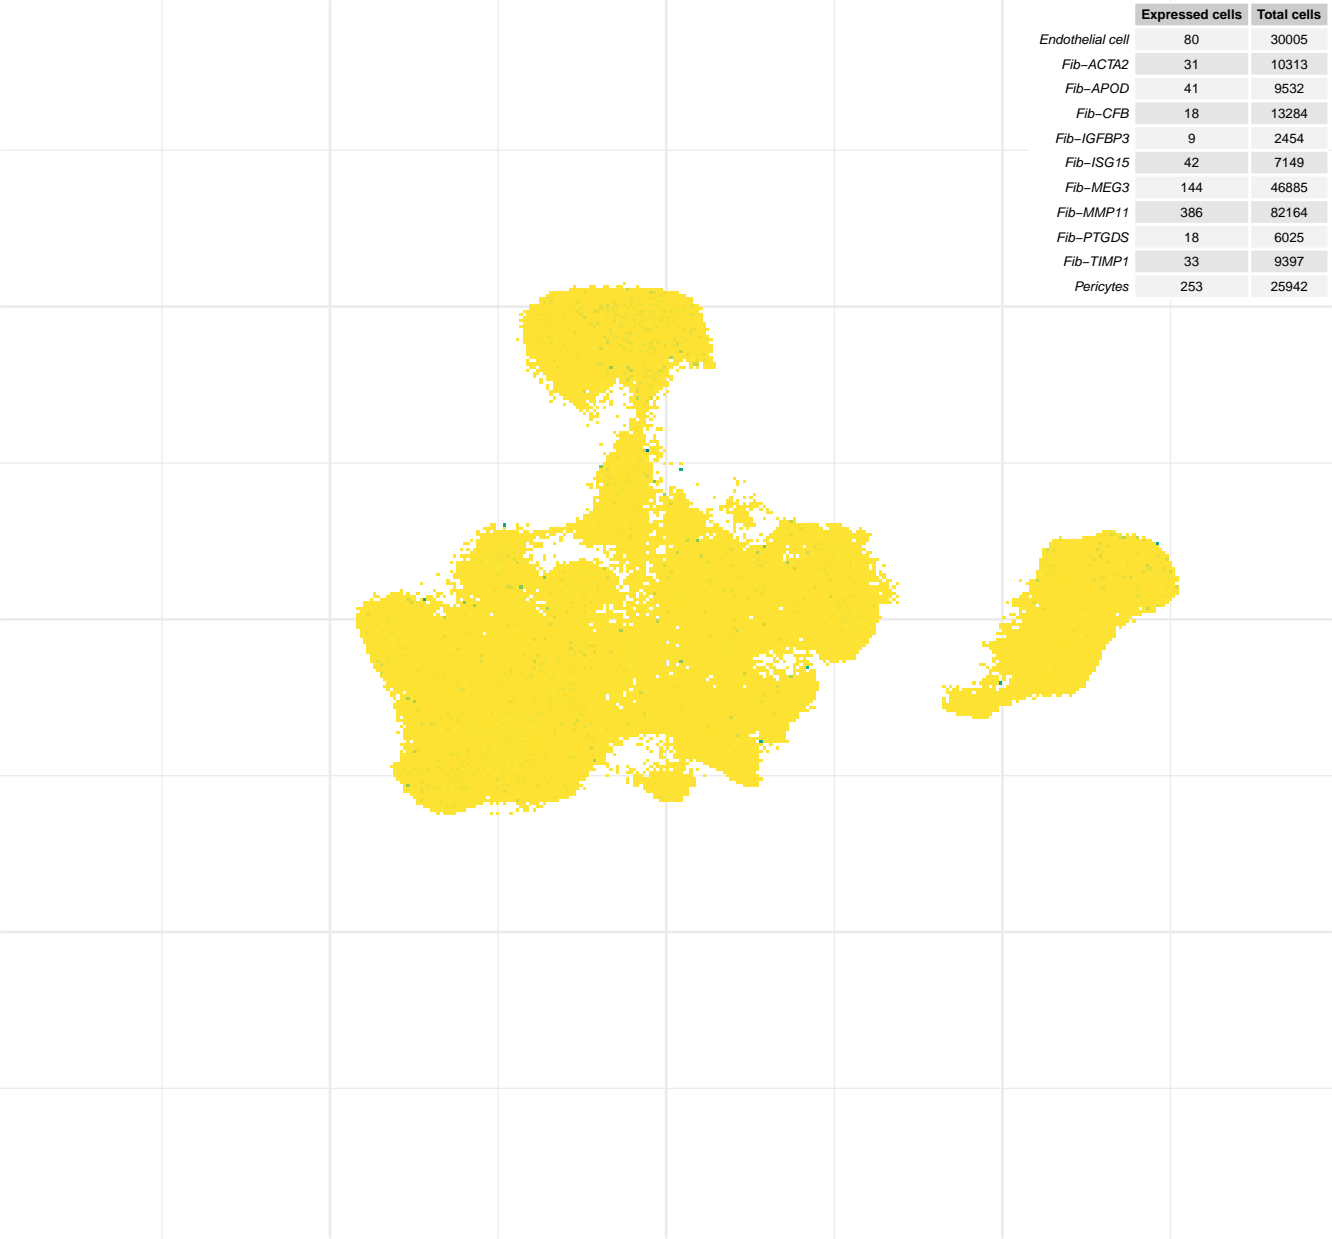 Expressed cells Total cells
Endothelial cell 80 30005
Fib−ACTA2 31 10313
Fib−APOD 41 9532
Fib−CFB 18 13284
Fib−IGFBP3 9 2454
Fib−ISG15 42 7149
Fib−MEG3 144 46885
Fib−MMP11 386 82164
Fib−PTGDS 18 6025
Fib−TIMP1 33 9397
Pericytes 253 25942